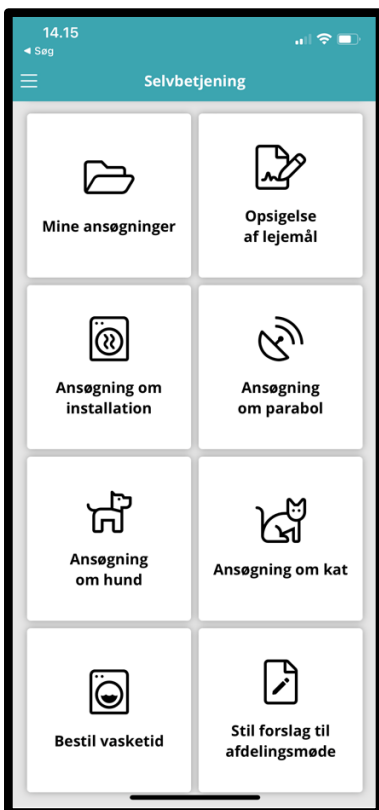 14.15
◀ Søg
Selvbetjening
Mine ansøgninger
Opsigelse
af lejemål
Ansøgning om
installation
Ansøgning
om parabol
Ansøgning
om hund
Ansøgning om kat
Bestil vasketid
Stil forslag til
afdelingsmøde